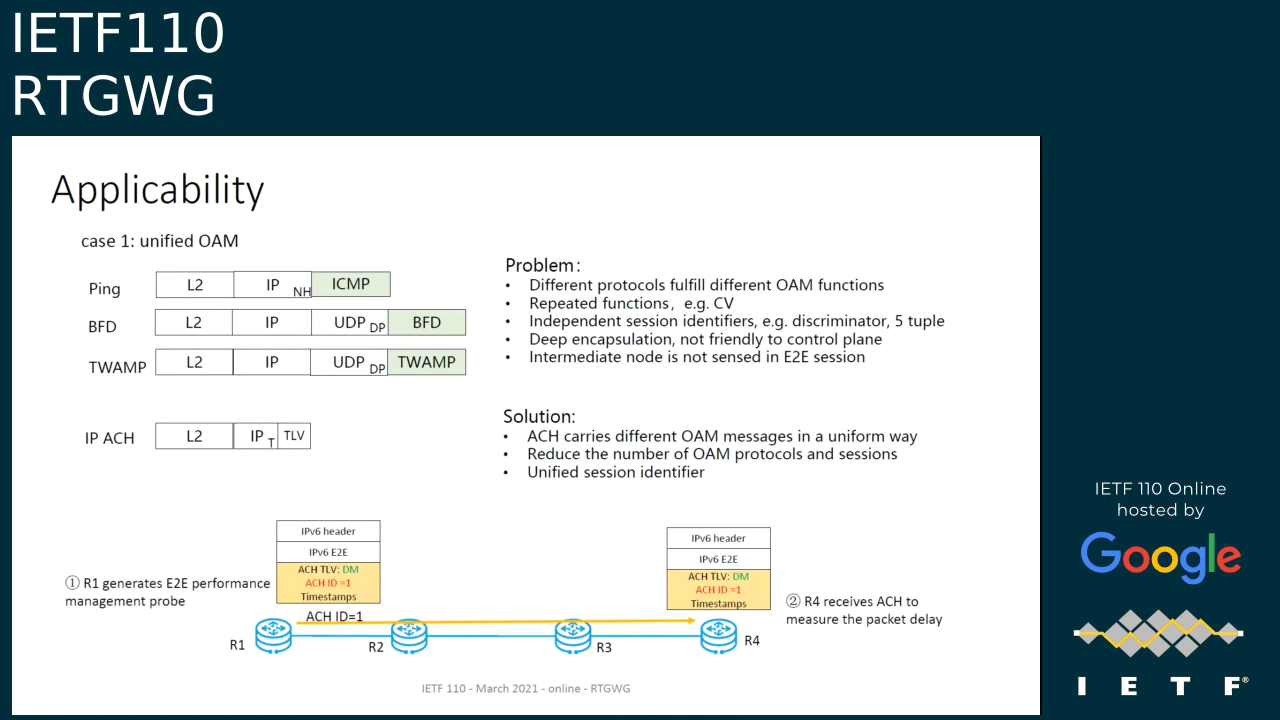 IETF110
RTGWG
Applicability
case 1: unified OAM
Ping L2 IP NH ICMP
BFD L2 IP UDP DP BFD
TWAMP L2 IP UDP DP TWAMP
IP ACH L2 IP T TLV
Problem:
• Different protocols fulfill different OAM functions
• Repeated functions, e.g. CV
• Independent session identifiers, e.g. discriminator, 5 tuple
• Deep encapsulation, not friendly to control plane
• Intermediate node is not sensed in E2E session
Solution:
• ACH carries different OAM messages in a uniform way
• Reduce the number of OAM protocols and sessions
• Unified session identifier
① R1 generates E2E performance
management probe
IPv6 header
IPv6 E2E
ACH TLV: DM
ACH ID =1
Timestamps
ACH ID=1
IPv6 header
IPv6 E2E
ACH TLV: DM
ACH ID =1
Timestamps
② R4 receives ACH to
measure the packet delay
R1 R2 R3 R4
IETF 110 - March 2021 - online - RTGWG
IETF 110 Online
hosted by
Google
I E T F®